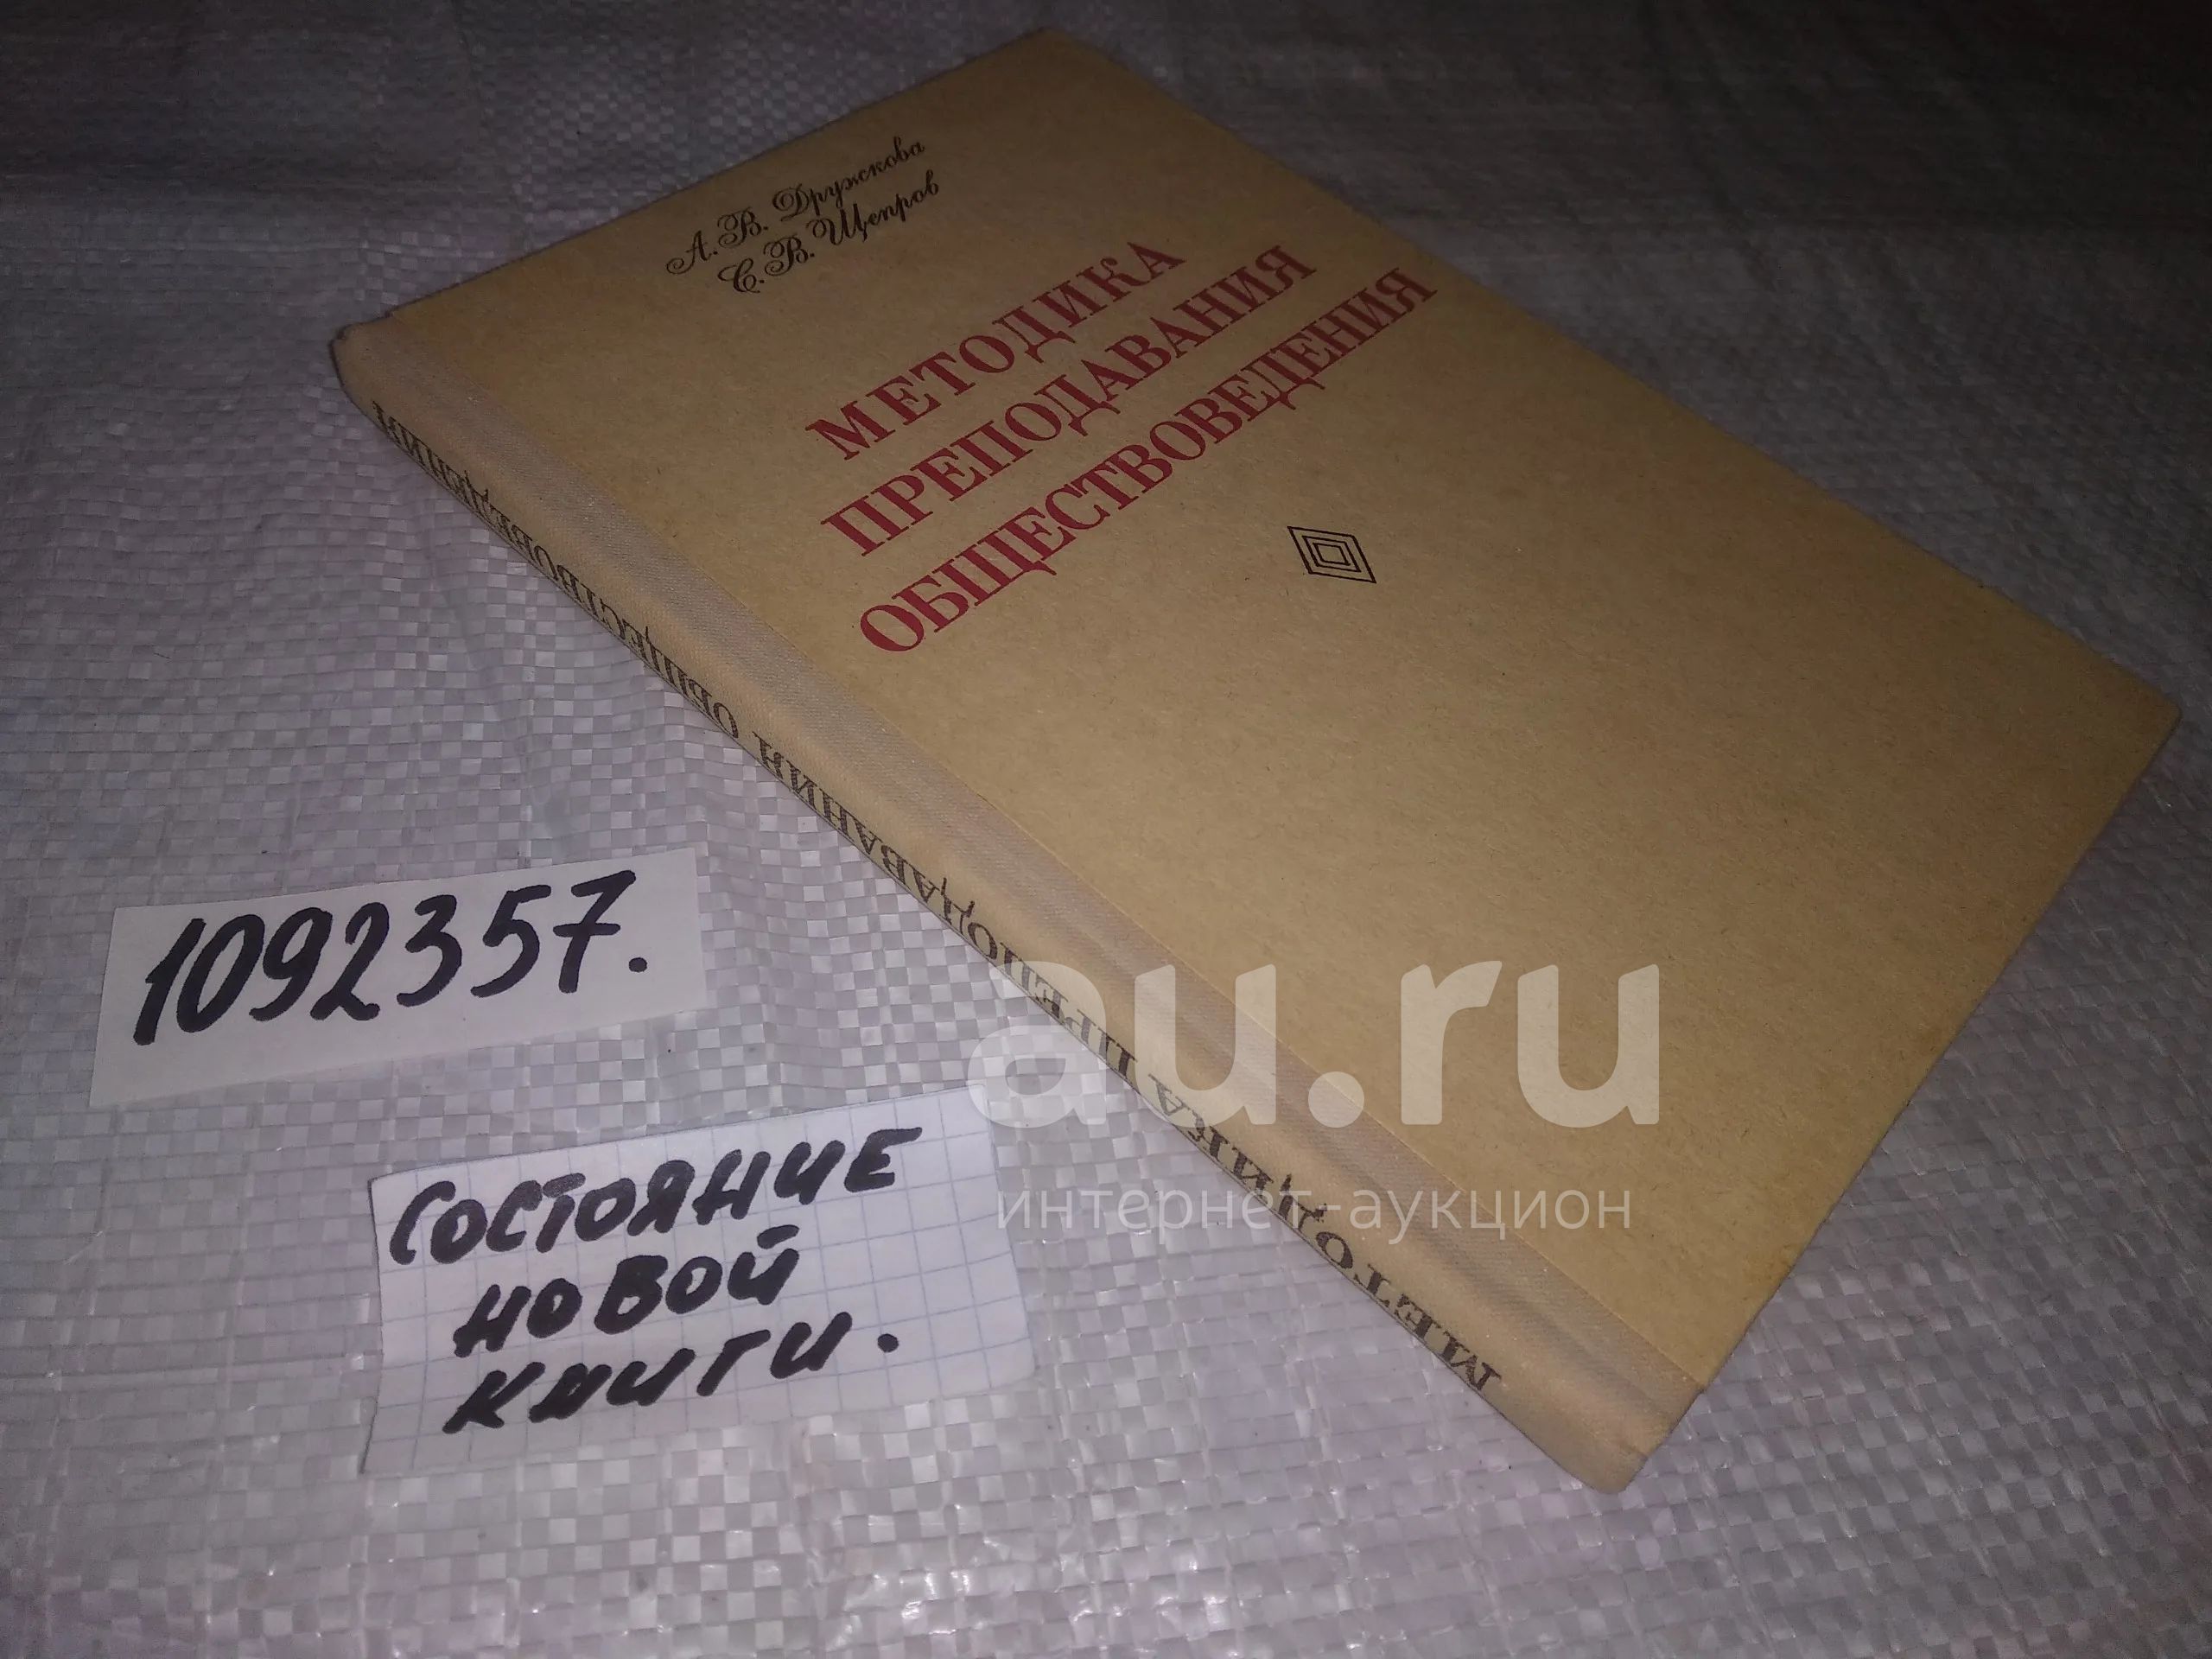 А. В. Дружкова
С. В. Щепров
МЕТОДИКА
ПРЕПОДАВАНИЯ
ОБЩЕСТВОВЕДЕНИЯ
МЕТОДИКА ПРЕПОДАВАНИЯ ОБЩЕСТВОВЕДЕНИЯ
1092357.
СОСТОЯНИЕ
НОВОЙ
КНИГИ.
au.ru
интернет-аукцион